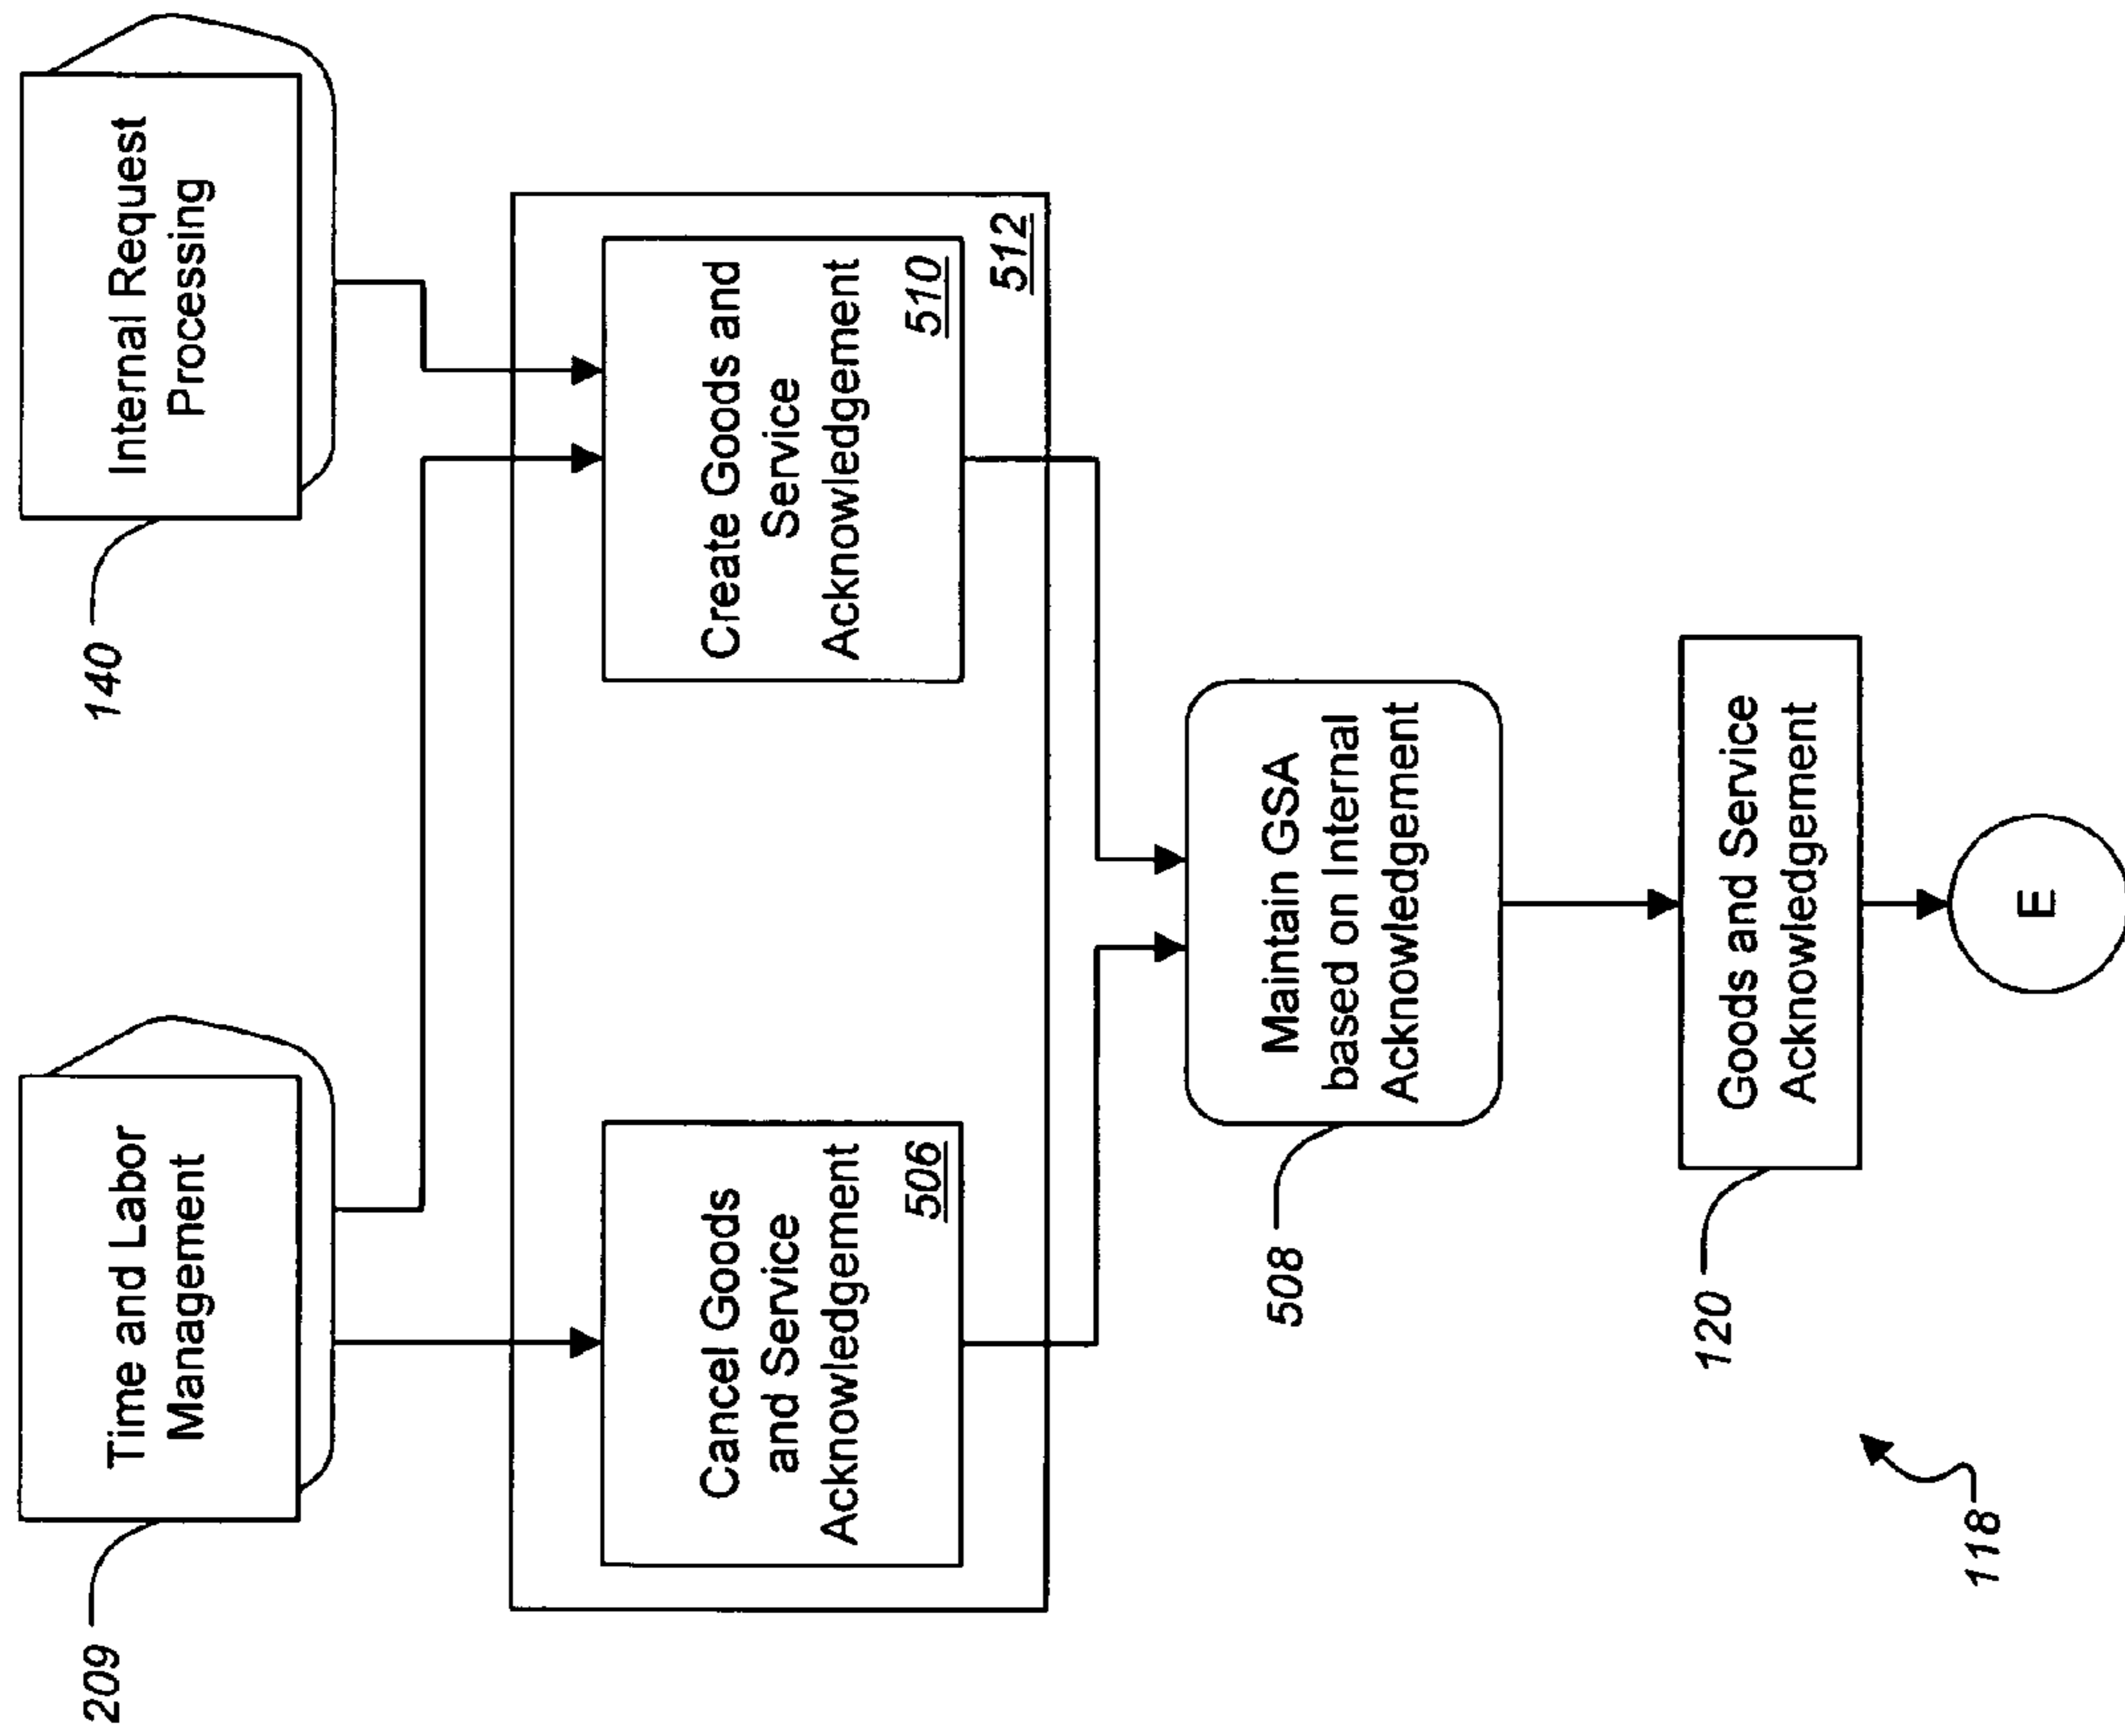 209
Time and Labor
Management
140
Internal Request
Processing
Cancel Goods
and Service
Acknowledgement
506
Create Goods and
Service
Acknowledgement
510
512
508
Maintain GSA
based on Internal
Acknowledgement
120
Goods and Service
Acknowledgement
118
E